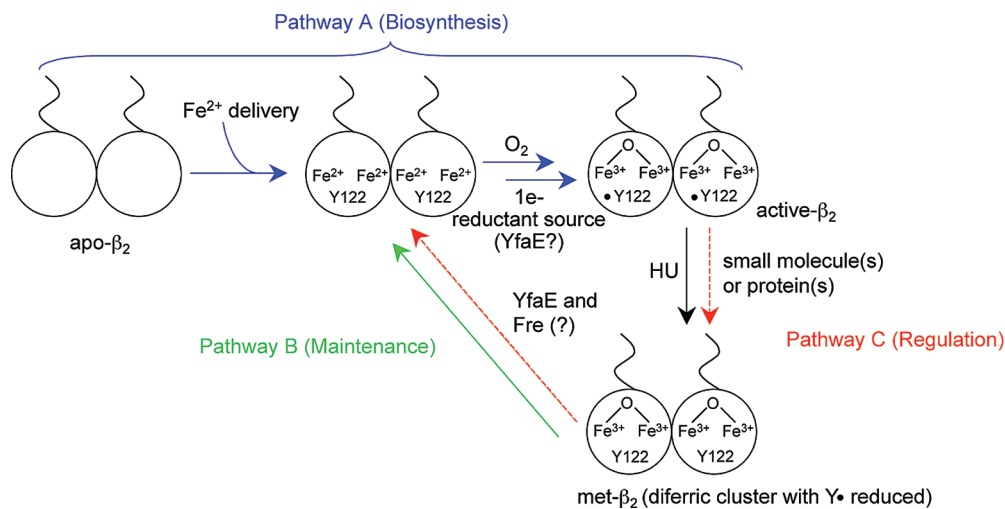 Pathway A (Biosynthesis)
Fe²⁺ delivery
apo-β₂
Fe²⁺ Fe²⁺ Fe²⁺ Fe²⁺
Y122 Y122
O₂
1e-
reductant source
(YfaE?)
O O
Fe³⁺ Fe³⁺ Fe³⁺ Fe³⁺
•Y122 •Y122
active-β₂
HU
small molecule(s)
or protein(s)
YfaE and
Fre (?)
Pathway B (Maintenance)
Pathway C (Regulation)
O O
Fe³⁺ Fe³⁺ Fe³⁺ Fe³⁺
Y122 Y122
met-β₂ (diferric cluster with Y• reduced)